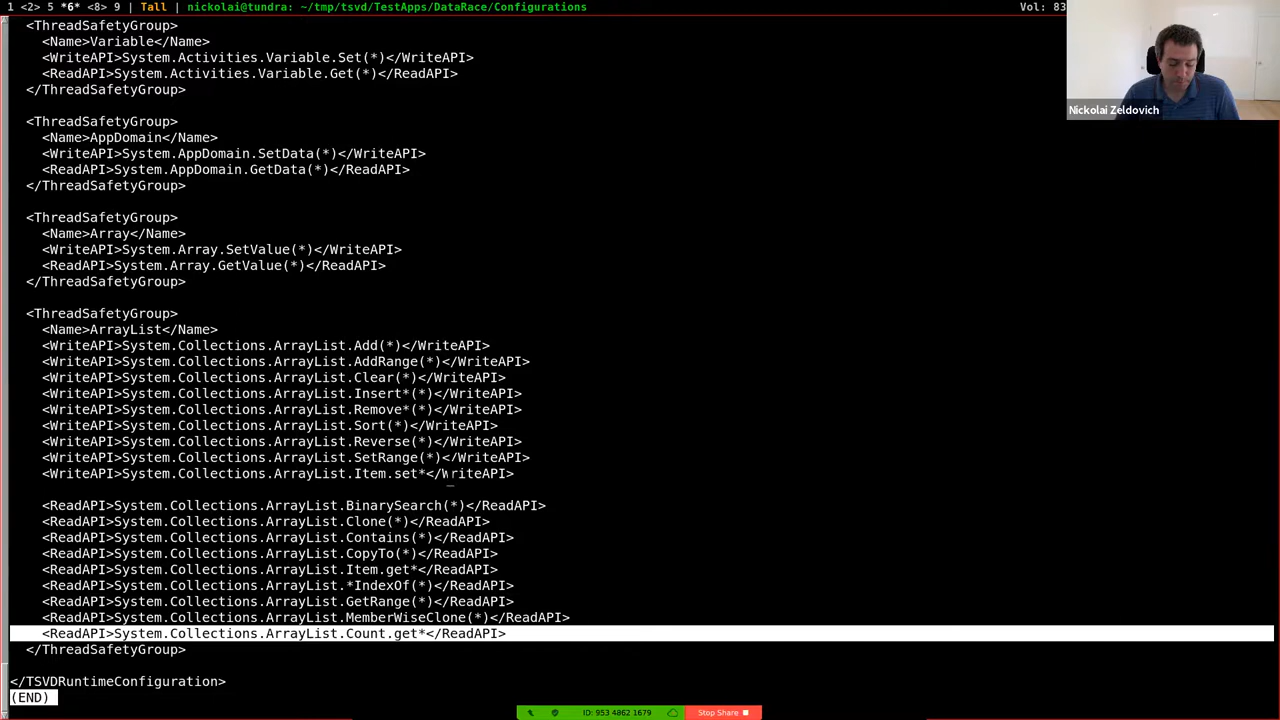 1 <2> 5 *6* <8> 9 | Tall | nickolai@tundra: ~/tmp/tsvd/TestApps/DataRace/Configurations Vol: 83
<ThreadSafetyGroup>
<Name>Variable</Name>
<WriteAPI>System.Activities.Variable.Set(*)</WriteAPI>
<ReadAPI>System.Activities.Variable.Get(*)</ReadAPI>
</ThreadSafetyGroup>
<ThreadSafetyGroup>
<Name>AppDomain</Name>
<WriteAPI>System.AppDomain.SetData(*)</WriteAPI>
<ReadAPI>System.AppDomain.GetData(*)</ReadAPI>
</ThreadSafetyGroup>
<ThreadSafetyGroup>
<Name>Array</Name>
<WriteAPI>System.Array.SetValue(*)</WriteAPI>
<ReadAPI>System.Array.GetValue(*)</ReadAPI>
</ThreadSafetyGroup>
<ThreadSafetyGroup>
<Name>ArrayList</Name>
<WriteAPI>System.Collections.ArrayList.Add(*)</WriteAPI>
<WriteAPI>System.Collections.ArrayList.AddRange(*)</WriteAPI>
<WriteAPI>System.Collections.ArrayList.Clear(*)</WriteAPI>
<WriteAPI>System.Collections.ArrayList.Insert*(*)</WriteAPI>
<WriteAPI>System.Collections.ArrayList.Remove*(*)</WriteAPI>
<WriteAPI>System.Collections.ArrayList.Sort(*)</WriteAPI>
<WriteAPI>System.Collections.ArrayList.Reverse(*)</WriteAPI>
<WriteAPI>System.Collections.ArrayList.SetRange(*)</WriteAPI>
<WriteAPI>System.Collections.ArrayList.Item.set*</WriteAPI>
<ReadAPI>System.Collections.ArrayList.BinarySearch(*)</ReadAPI>
<ReadAPI>System.Collections.ArrayList.Clone(*)</ReadAPI>
<ReadAPI>System.Collections.ArrayList.Contains(*)</ReadAPI>
<ReadAPI>System.Collections.ArrayList.CopyTo(*)</ReadAPI>
<ReadAPI>System.Collections.ArrayList.Item.get*</ReadAPI>
<ReadAPI>System.Collections.ArrayList.*IndexOf(*)</ReadAPI>
<ReadAPI>System.Collections.ArrayList.GetRange(*)</ReadAPI>
<ReadAPI>System.Collections.ArrayList.MemberWiseClone(*)</ReadAPI>
<ReadAPI>System.Collections.ArrayList.Count.get*</ReadAPI>
</ThreadSafetyGroup>
</TSVDRuntimeConfiguration>
(END)
Nickolai Zeldovich
ID: 953 4862 1679 Stop Share